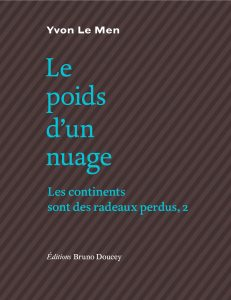 Yvon Le Men
Le
poids
d'un
nuage
Les continents
sont des radeaux perdus, 2
Éditions Bruno Doucey